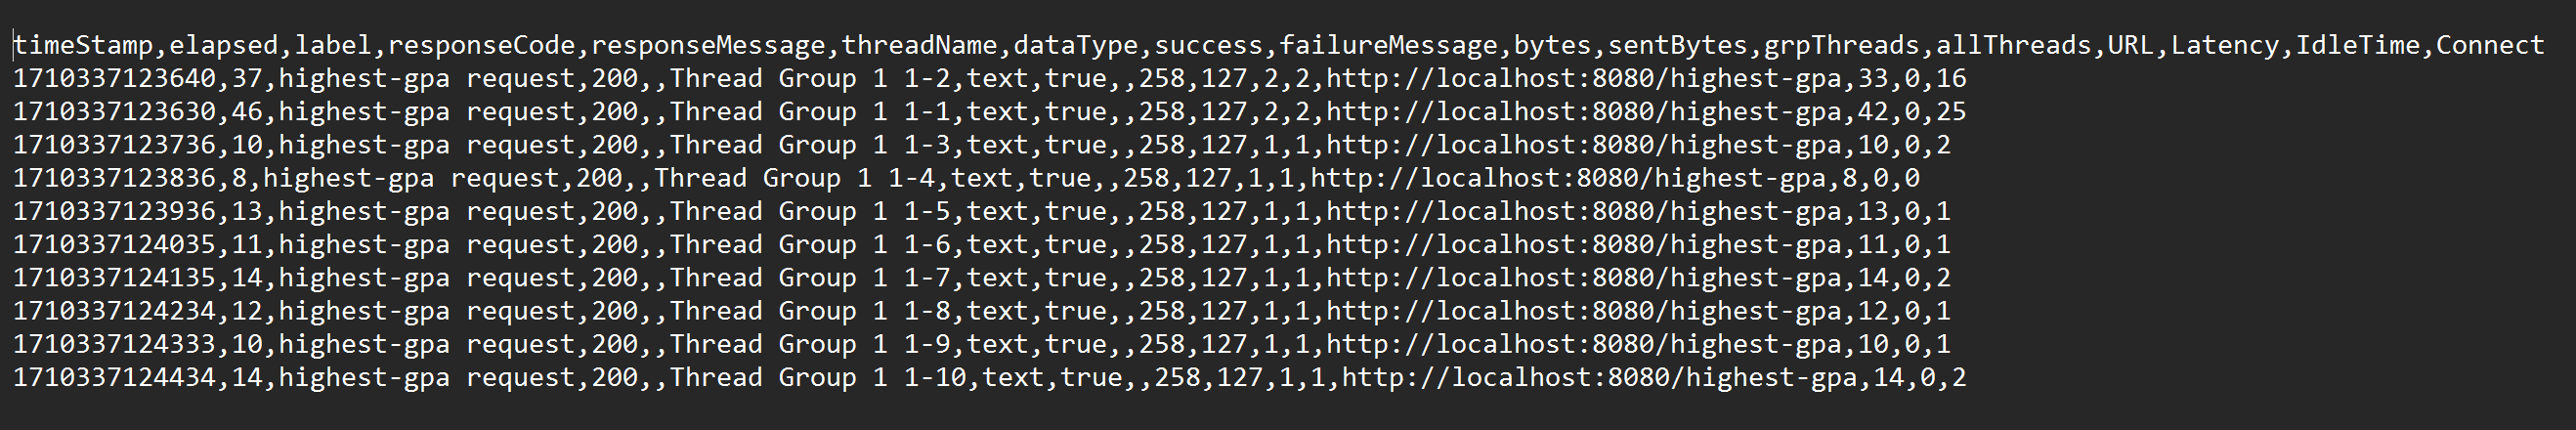 timeStamp,elapsed,label,responseCode,responseMessage,threadName,dataType,success,failureMessage,bytes,sentBytes,grpThreads,allThreads,URL,Latency,IdleTime,Connect
1710337123640,37,highest-gpa request,200,,Thread Group 1 1-2,text,true,,258,127,2,2,http://localhost:8080/highest-gpa,33,0,16
1710337123630,46,highest-gpa request,200,,Thread Group 1 1-1,text,true,,258,127,2,2,http://localhost:8080/highest-gpa,42,0,25
1710337123736,10,highest-gpa request,200,,Thread Group 1 1-3,text,true,,258,127,1,1,http://localhost:8080/highest-gpa,10,0,2
1710337123836,8,highest-gpa request,200,,Thread Group 1 1-4,text,true,,258,127,1,1,http://localhost:8080/highest-gpa,8,0,0
1710337123936,13,highest-gpa request,200,,Thread Group 1 1-5,text,true,,258,127,1,1,http://localhost:8080/highest-gpa,13,0,1
1710337124035,11,highest-gpa request,200,,Thread Group 1 1-6,text,true,,258,127,1,1,http://localhost:8080/highest-gpa,11,0,1
1710337124135,14,highest-gpa request,200,,Thread Group 1 1-7,text,true,,258,127,1,1,http://localhost:8080/highest-gpa,14,0,2
1710337124234,12,highest-gpa request,200,,Thread Group 1 1-8,text,true,,258,127,1,1,http://localhost:8080/highest-gpa,12,0,1
1710337124333,10,highest-gpa request,200,,Thread Group 1 1-9,text,true,,258,127,1,1,http://localhost:8080/highest-gpa,10,0,1
1710337124434,14,highest-gpa request,200,,Thread Group 1 1-10,text,true,,258,127,1,1,http://localhost:8080/highest-gpa,14,0,2